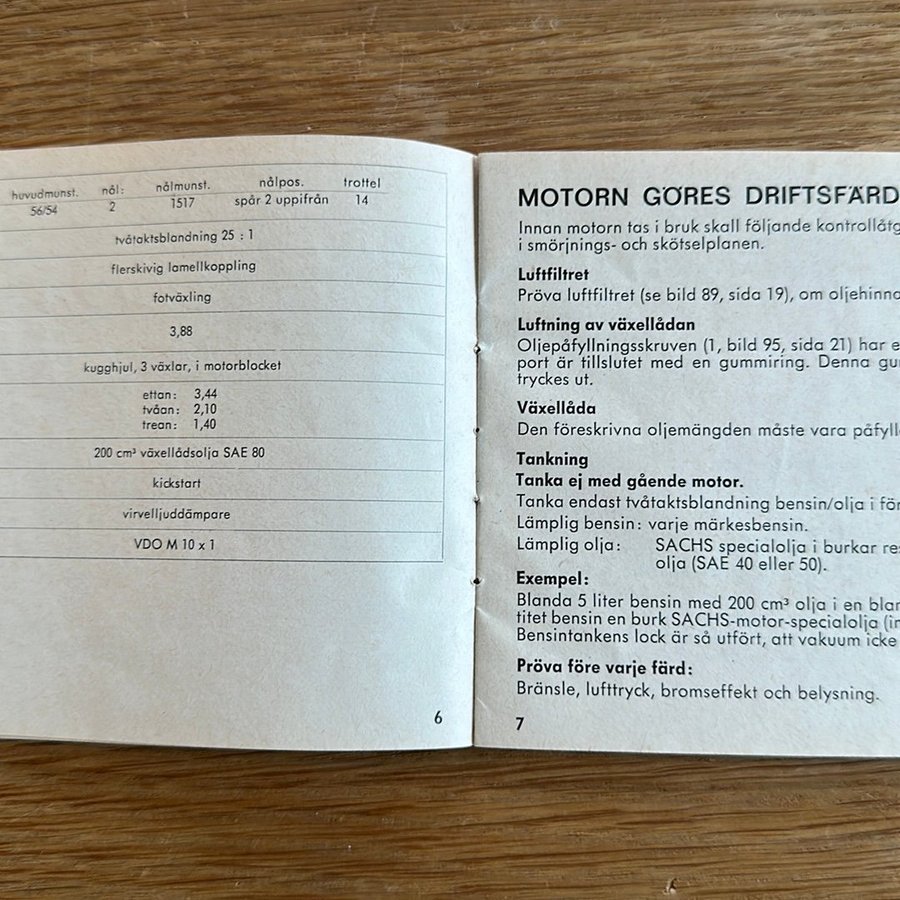 huvudmunst. nål: nålmunst. nålpos. trottel
56/54 2 1517 spår 2 uppifrån 14
tvåtaktsblandning 25 : 1
flerskivig lamellkoppling
fotväxling
3,88
kugghjul, 3 växlar, i motorblocket
ettan: 3,44
tvåan: 2,10
trean: 1,40
200 cm³ växellådsolja SAE 80
kickstart
virvelljuddämpare
VDO M 10 x 1
6
MOTORN GÖRES DRIFTSFÄRD
Innan motorn tas i bruk skall följande kontrollåtg
i smörjnings- och skötselplanen.
Luftfiltret
Pröva luftfiltret (se bild 89, sida 19), om oljehinna
Luftning av växellådan
Oljepåfyllningsskruven (1, bild 95, sida 21) har e
port är tillslutet med en gummiring. Denna gu
tryckes ut.
Växellåda
Den föreskrivna oljemängden måste vara påfyll
Tankning
Tanka ej med gående motor.
Tanka endast tvåtaktsblandning bensin/olja i för
Lämplig bensin: varje märkesbensin.
Lämplig olja: SACHS specialolja i burkar res
olja (SAE 40 eller 50).
Exempel:
Blanda 5 liter bensin med 200 cm³ olja i en blan
titet bensin en burk SACHS-motor-specialolja (in
Bensintankens lock är så utfört, att vakuum icke
Pröva före varje färd:
Bränsle, lufttryck, bromseffekt och belysning.
7